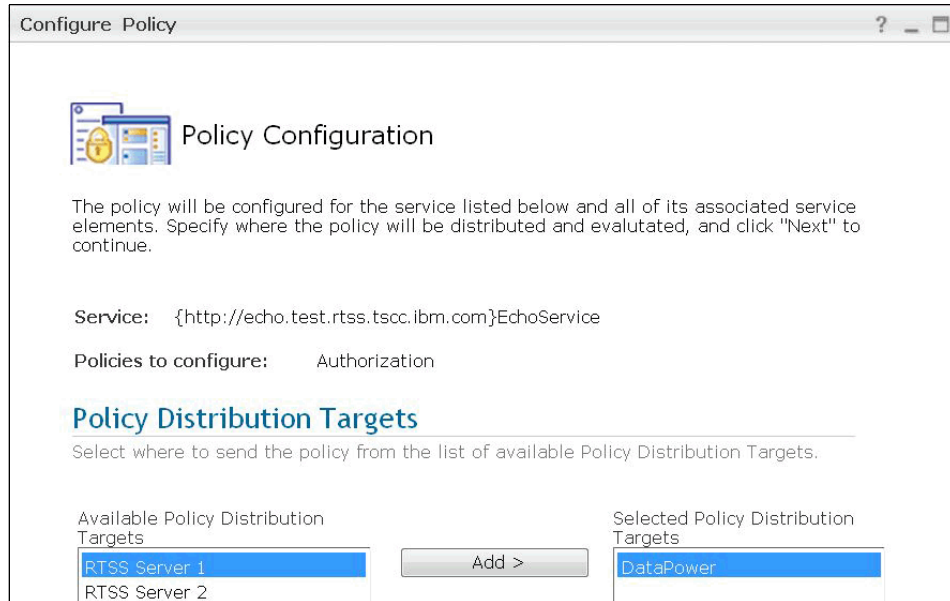 Configure Policy ?
Policy Configuration
The policy will be configured for the service listed below and all of its associated service
elements. Specify where the policy will be distributed and evalutated, and click "Next" to
continue.
Service: {http://echo.test.rtss.tscc.ibm.com}EchoService
Policies to configure: Authorization
Policy Distribution Targets
Select where to send the policy from the list of available Policy Distribution Targets.
Available Policy Distribution
Targets
RTSS Server 1
RTSS Server 2
Add >
Selected Policy Distribution
Targets
DataPower